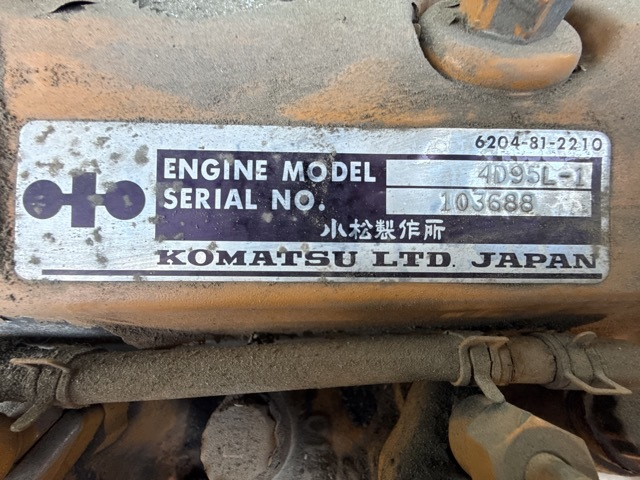 6204-81-2210
ENGINE MODEL 4D95L-1
SERIAL NO. 103688
小松製作所
KOMATSU LTD. JAPAN